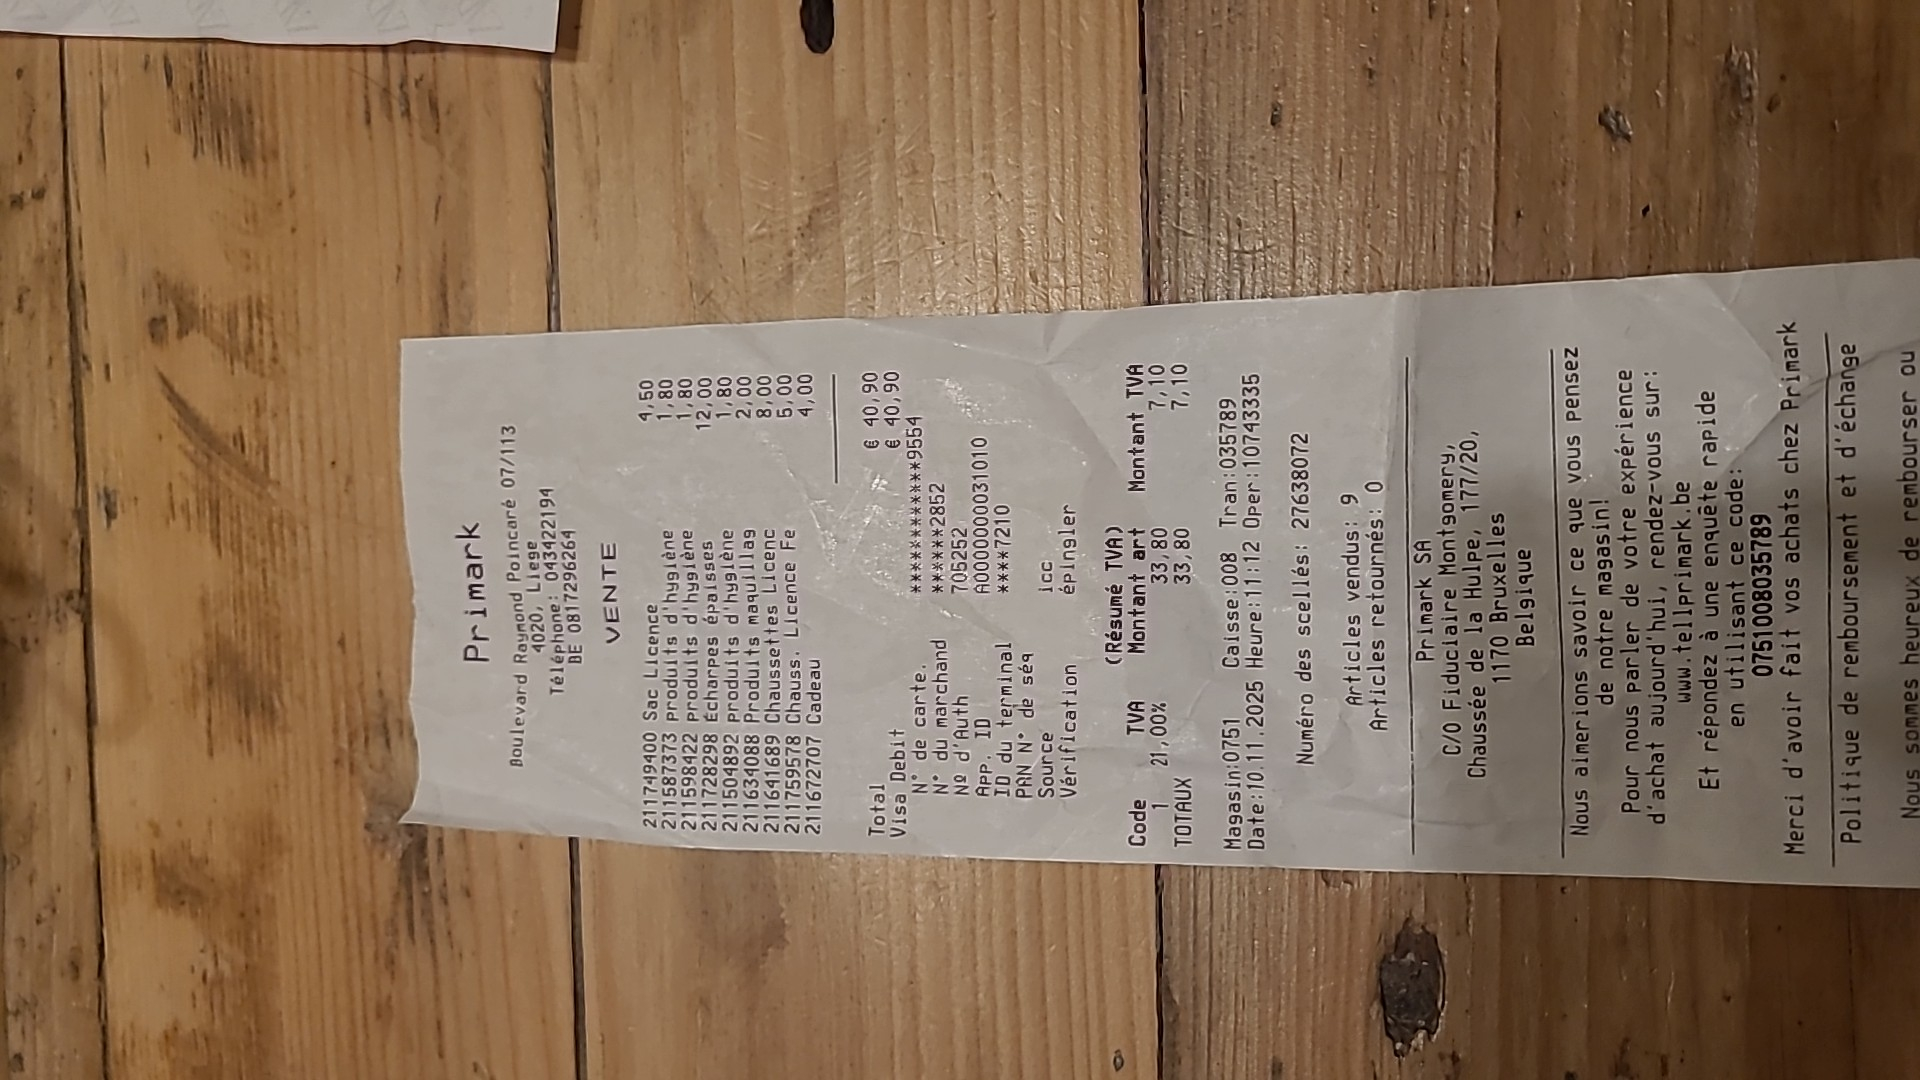 Primark
Boulevard Raymond Poincaré 07/113
4020, Liege
Téléphone: 043422194
BE 0817296264
VENTE
211749400 Sac Licence 4,50
211587373 Produits d'hygiène 1,80
211598422 Produits d'hygiène 1,80
211728298 Écharpes épaisses 12,00
211504892 Produits d'hygiène 1,80
211634088 Produits maquillag 2,00
211641689 Chaussettes Licenc 8,00
211759578 Chauss. Licence Fe 5,00
211672707 Cadeau 4,00
Total € 40,90
Visa Debit € 40,90
N° de carte. ************9554
N° du marchand ******2852
Nº d'Auth 705252
App. ID A0000000031010
ID du terminal ****7210
PAN N° de séq
Source icc
Vérification épingler
(Résumé TVA)
Code TVA Montant art Montant TVA
1 21,00% 33,80 7,10
TOTAUX 33,80 7,10
Magasin:0751 Caisse:008 Tran:035789
Date:10.11.2025 Heure:11:12 Oper:10743335
Numéro des scellés: 27638072
Articles vendus: 9
Articles retournés: 0
Primark SA
C/O Fiduciaire Montgomery,
Chaussée de la Hulpe, 177/20,
1170 Bruxelles
Belgique
Nous aimerions savoir ce que vous pensez
de notre magasin!
Pour nous parler de votre expérience
d'achat aujourd'hui, rendez-vous sur:
www.tellprimark.be
Et répondez à une enquête rapide
en utilisant ce code:
0751008035789
Merci d'avoir fait vos achats chez Primark
Politique de remboursement et d'échange
Nous sommes heureux de rembourser ou